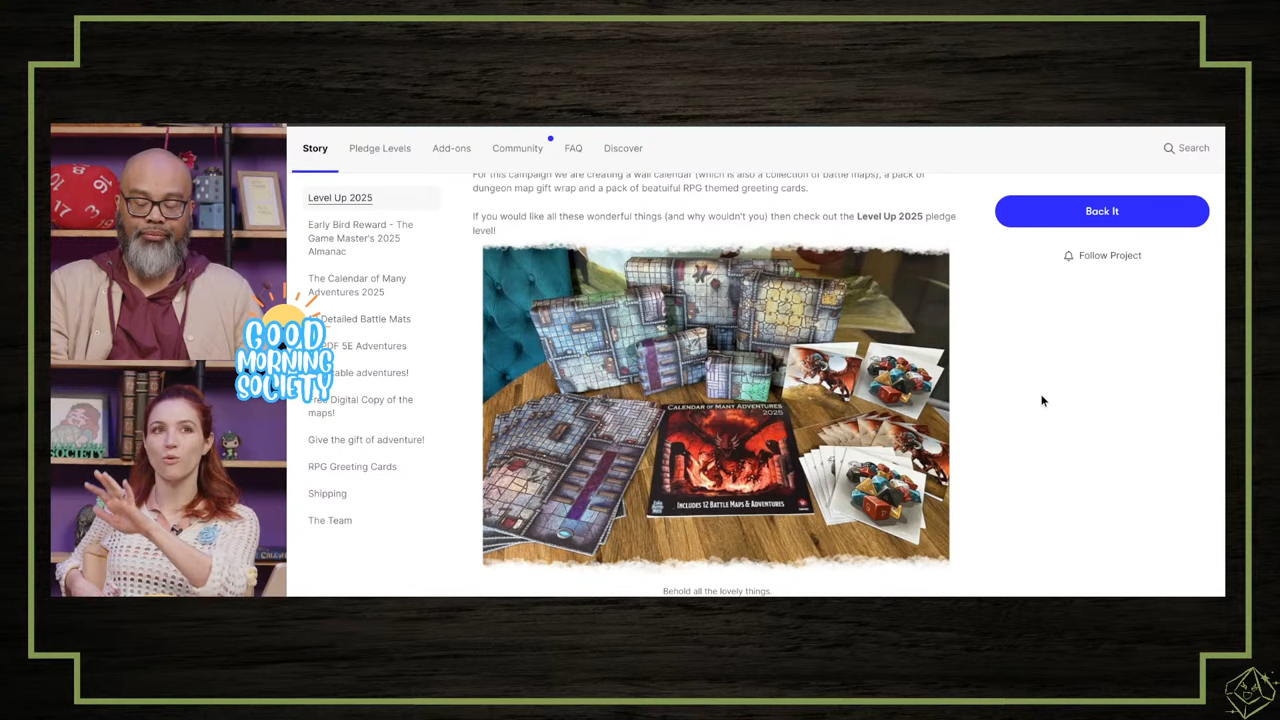 Story Pledge Levels Add-ons Community FAQ Discover Search
Level Up 2025
Early Bird Reward - The
Game Master's 2025
Almanac
The Calendar of Many
Adventures 2025
Detailed Battle Mats
PDF 5E Adventures
able adventures!
Free Digital Copy of the
maps!
Give the gift of adventure!
RPG Greeting Cards
Shipping
The Team
For this campaign we are creating a wall calendar (which is also a collection of battle maps), a pack of
dungeon map gift wrap and a pack of beatuiful RPG themed greeting cards.
If you would like all these wonderful things (and why wouldn't you) then check out the Level Up 2025 pledge
level!
CALENDAR OF MANY ADVENTURES
2025
INCLUDES 12 BATTLE MAPS & ADVENTURES
Behold all the lovely things.
Back It
Follow Project
GOOD
MORNING
SOCIETY
SOCIETY